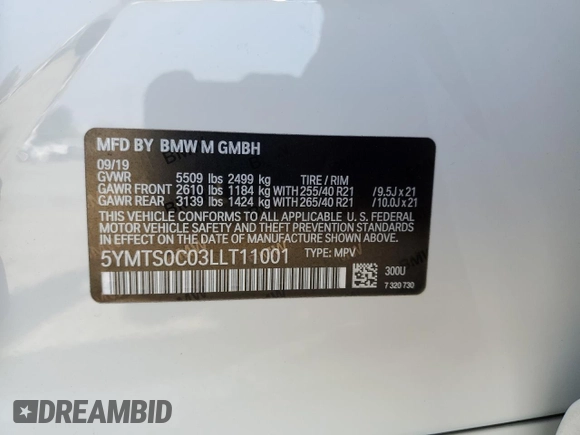 MFD BY BMW M GMBH
09/19
GVWR 5509 lbs 2499 kg TIRE / RIM
GAWR FRONT 2610 lbs 1184 kg WITH 255/40 R21 /9.5J x 21
GAWR REAR 3139 lbs 1424 kg WITH 265/40 R21 /10.0J x 21
THIS VEHICLE CONFORMS TO ALL APPLICABLE U. S. FEDERAL
MOTOR VEHICLE SAFETY AND THEFT PREVENTION STANDARDS
IN EFFECT ON THE DATE OF MANUFACTURE SHOWN ABOVE.
5YMTS0C03LLT11001 TYPE: MPV
300U
7 320 730
DREAMBID